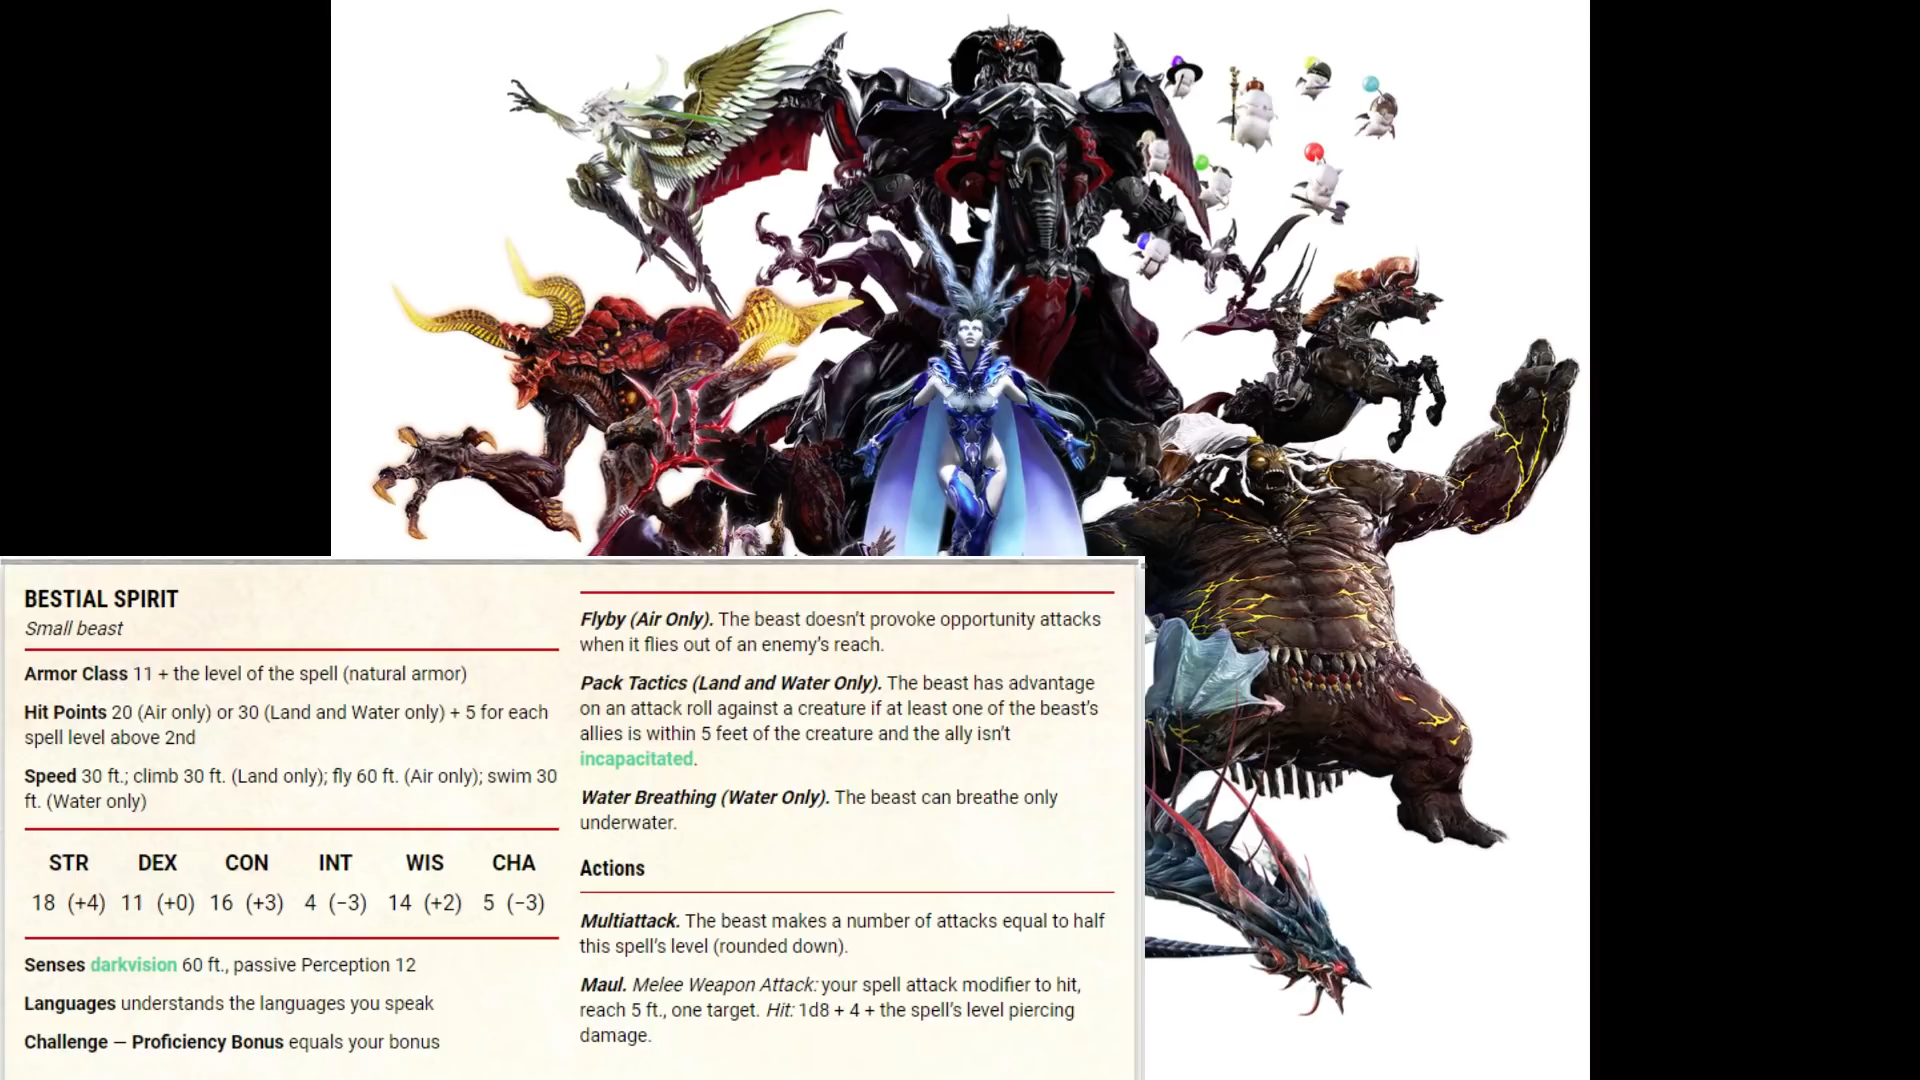 BESTIAL SPIRIT
Small beast
Armor Class 11 + the level of the spell (natural armor)
Hit Points 20 (Air only) or 30 (Land and Water only) + 5 for each
spell level above 2nd
Speed 30 ft.; climb 30 ft. (Land only); fly 60 ft. (Air only); swim 30
ft. (Water only)
STR DEX CON INT WIS CHA
18 (+4) 11 (+0) 16 (+3) 4 (−3) 14 (+2) 5 (−3)
Senses darkvision 60 ft., passive Perception 12
Languages understands the languages you speak
Challenge — Proficiency Bonus equals your bonus
Flyby (Air Only). The beast doesn't provoke opportunity attacks
when it flies out of an enemy's reach.
Pack Tactics (Land and Water Only). The beast has advantage
on an attack roll against a creature if at least one of the beast's
allies is within 5 feet of the creature and the ally isn't
incapacitated.
Water Breathing (Water Only). The beast can breathe only
underwater.
Actions
Multiattack. The beast makes a number of attacks equal to half
this spell's level (rounded down).
Maul. Melee Weapon Attack: your spell attack modifier to hit,
reach 5 ft., one target. Hit: 1d8 + 4 + the spell's level piercing
damage.